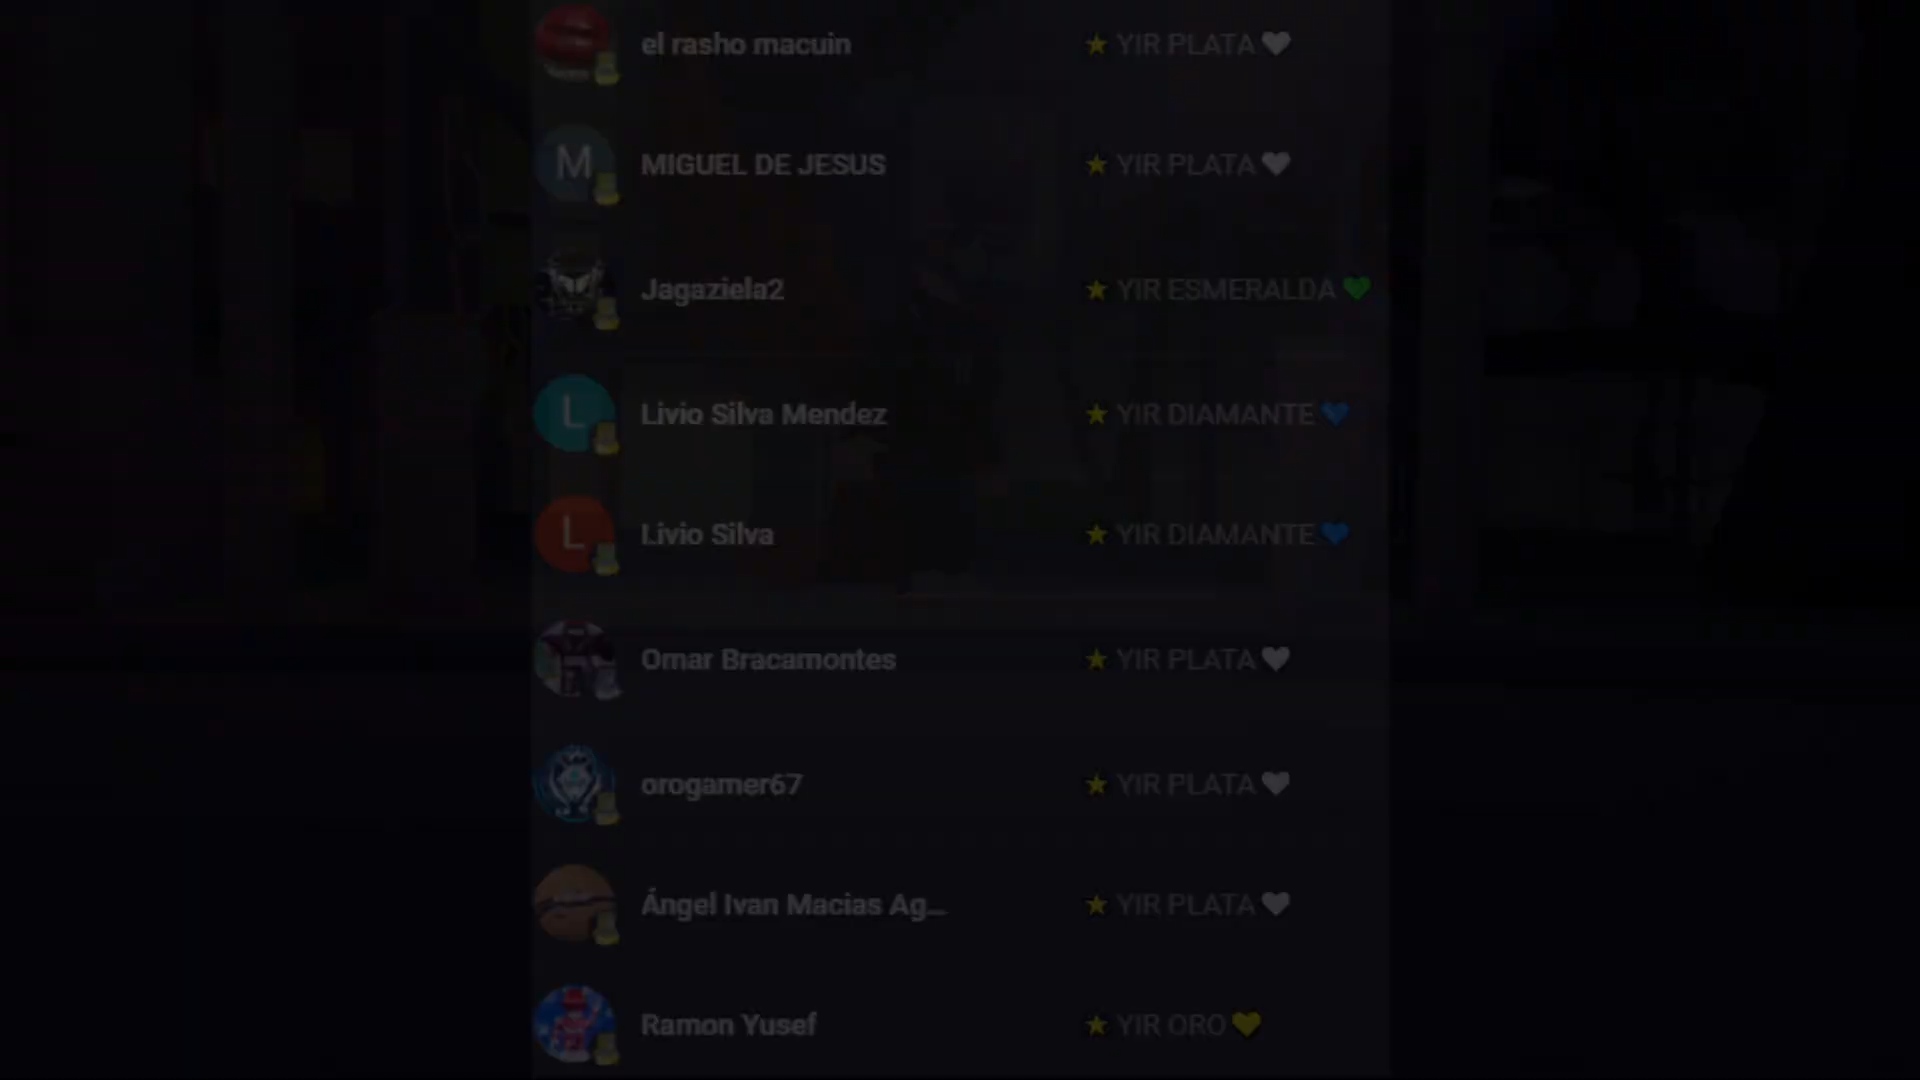 el rasho macuin ★ YIR PLATA 🤍
M MIGUEL DE JESUS ★ YIR PLATA 🤍
Jagaziela2 ★ YIR ESMERALDA 💚
L Livio Silva Mendez ★ YIR DIAMANTE 💙
L Livio Silva ★ YIR DIAMANTE 💙
Omar Bracamontes ★ YIR PLATA 🤍
orogamer67 ★ YIR PLATA 🤍
Ángel Ivan Macias Ag... ★ YIR PLATA 🤍
Ramon Yusef ★ YIR ORO 💛